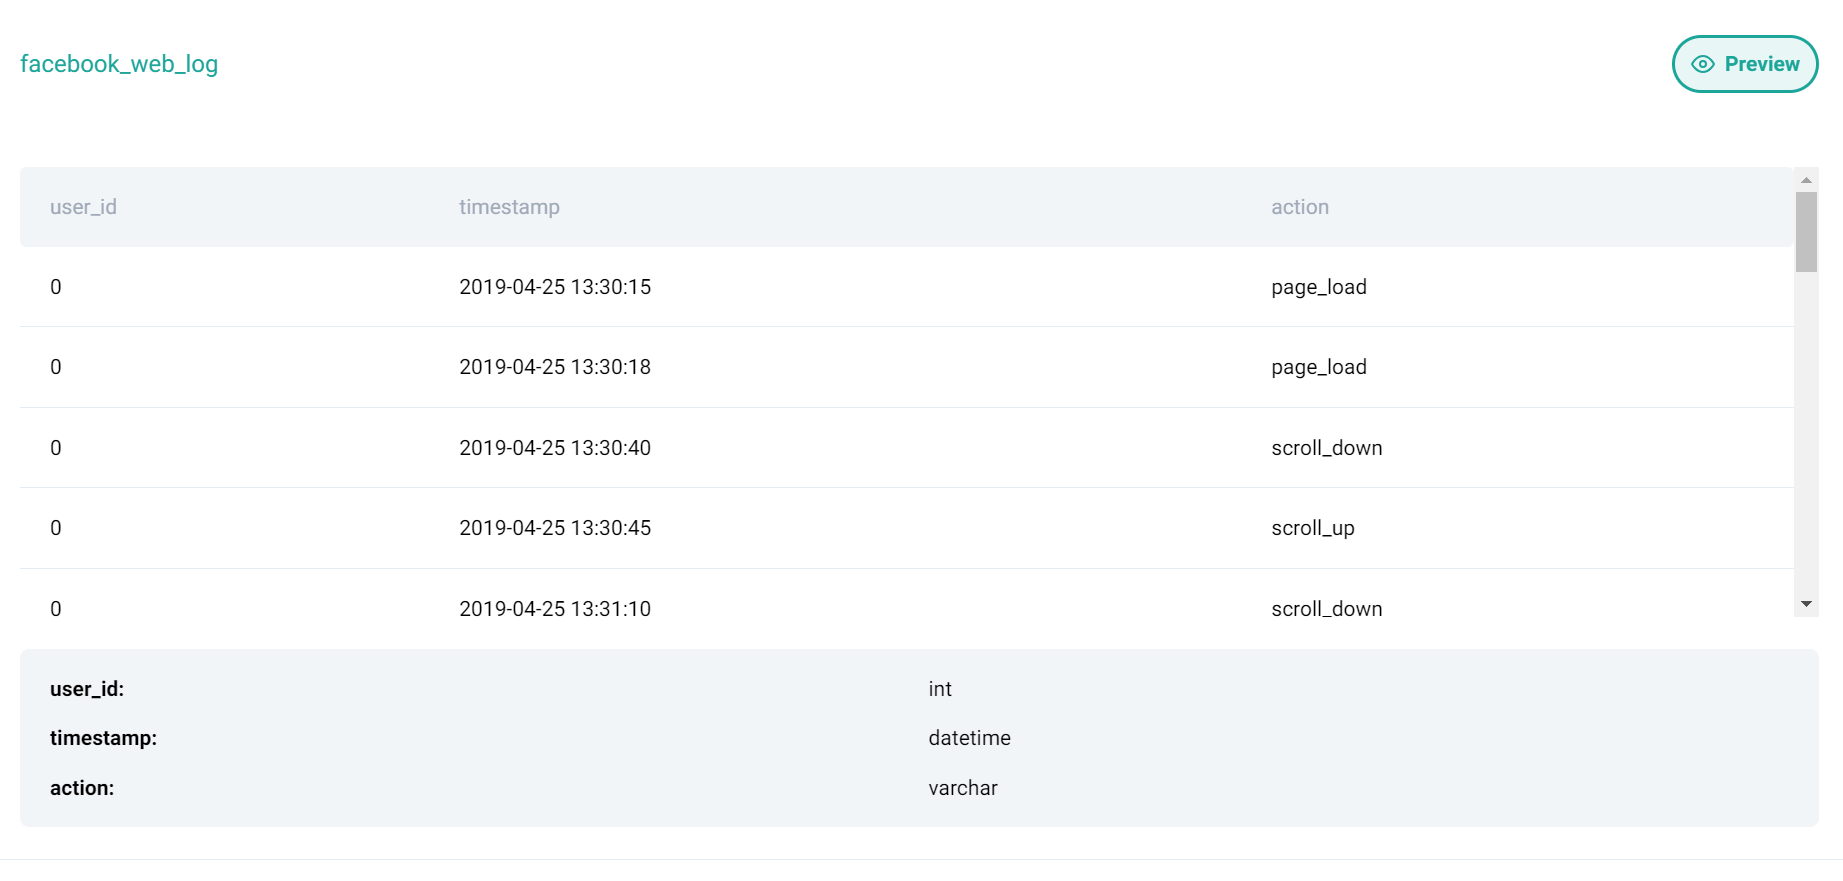 facebook_web_log
Preview
user_id timestamp action
0 2019-04-25 13:30:15 page_load
0 2019-04-25 13:30:18 page_load
0 2019-04-25 13:30:40 scroll_down
0 2019-04-25 13:30:45 scroll_up
0 2019-04-25 13:31:10 scroll_down
user_id: int
timestamp: datetime
action: varchar